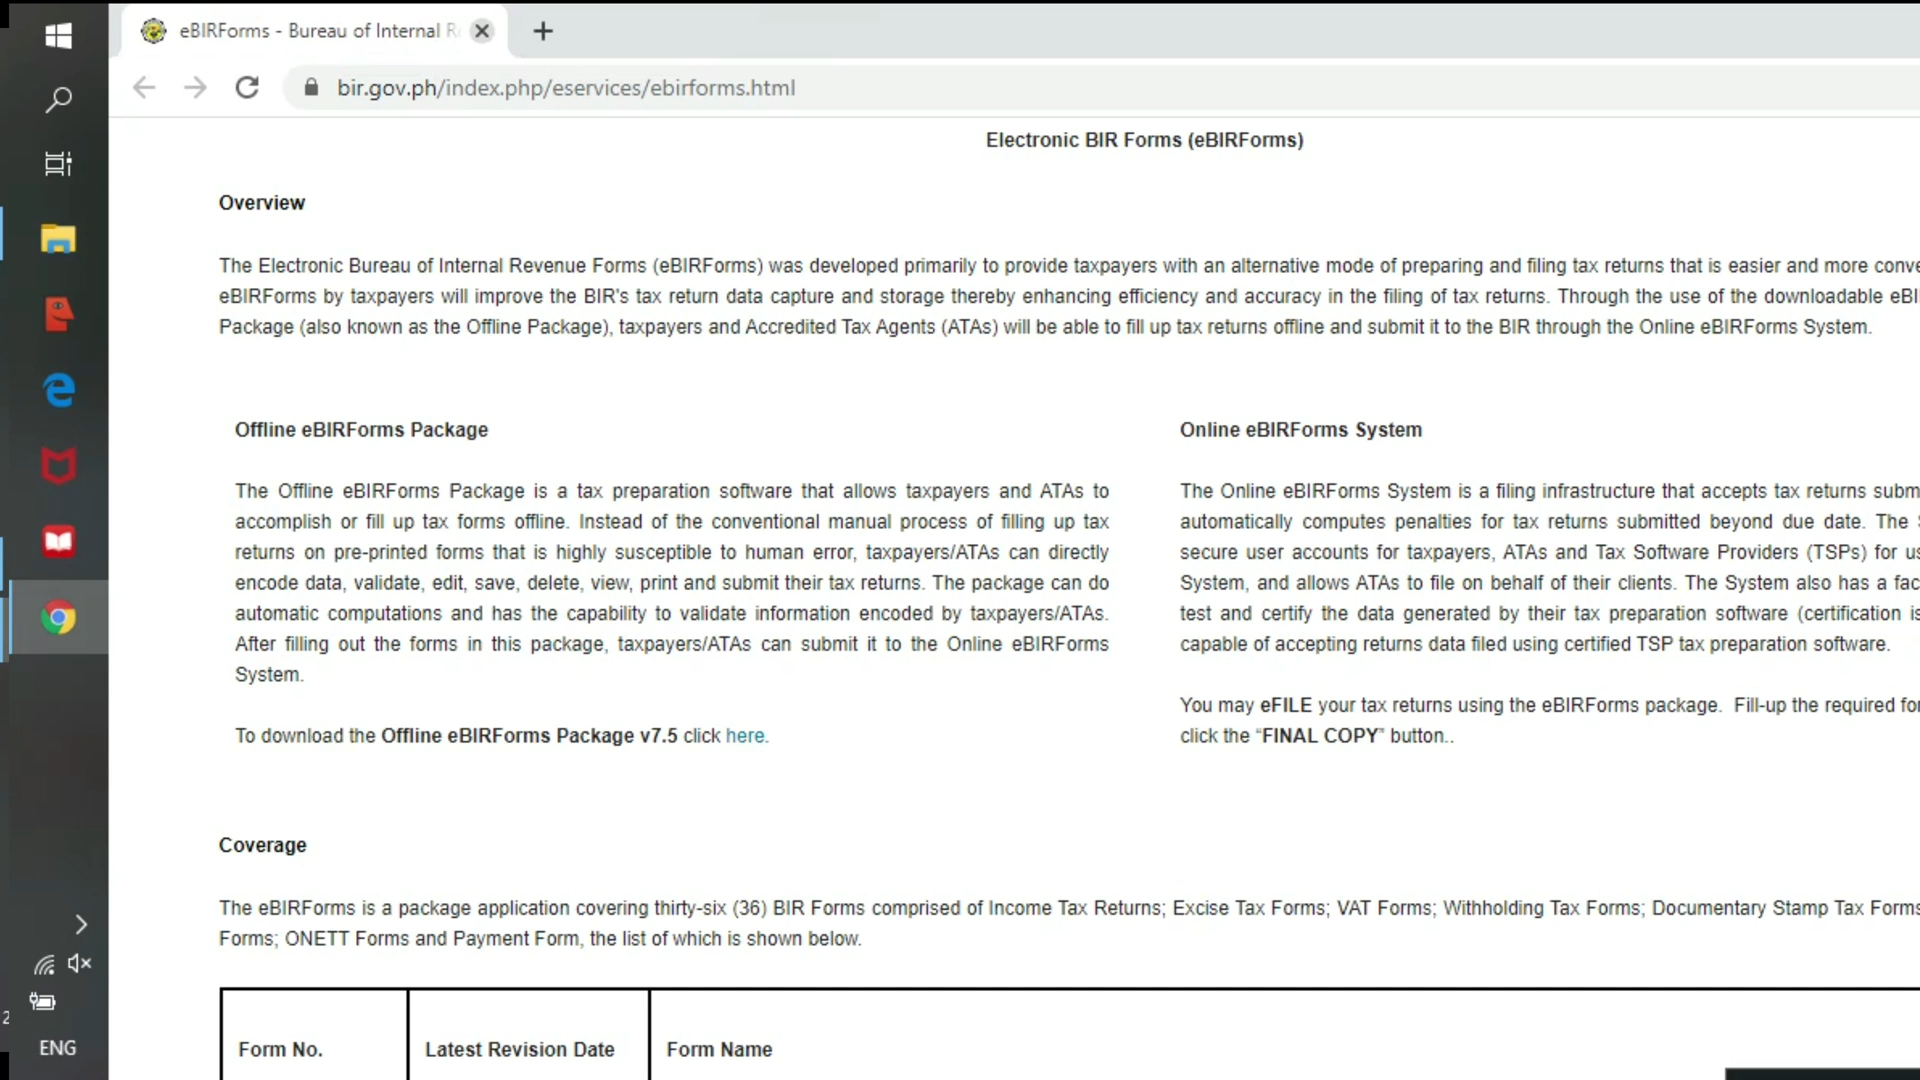 eBIRForms - Bureau of Internal R
bir.gov.ph/index.php/eservices/ebirforms.html
Electronic BIR Forms (eBIRForms)
Overview
The Electronic Bureau of Internal Revenue Forms (eBIRForms) was developed primarily to provide taxpayers with an alternative mode of preparing and filing tax returns that is easier and more conve
eBIRForms by taxpayers will improve the BIR's tax return data capture and storage thereby enhancing efficiency and accuracy in the filing of tax returns. Through the use of the downloadable eBI
Package (also known as the Offline Package), taxpayers and Accredited Tax Agents (ATAs) will be able to fill up tax returns offline and submit it to the BIR through the Online eBIRForms System.
Offline eBIRForms Package
The Offline eBIRForms Package is a tax preparation software that allows taxpayers and ATAs to
accomplish or fill up tax forms offline. Instead of the conventional manual process of filling up tax
returns on pre-printed forms that is highly susceptible to human error, taxpayers/ATAs can directly
encode data, validate, edit, save, delete, view, print and submit their tax returns. The package can do
automatic computations and has the capability to validate information encoded by taxpayers/ATAs.
After filling out the forms in this package, taxpayers/ATAs can submit it to the Online eBIRForms
System.
To download the Offline eBIRForms Package v7.5 click here.
Online eBIRForms System
The Online eBIRForms System is a filing infrastructure that accepts tax returns subm
automatically computes penalties for tax returns submitted beyond due date. The S
secure user accounts for taxpayers, ATAs and Tax Software Providers (TSPs) for us
System, and allows ATAs to file on behalf of their clients. The System also has a fac
test and certify the data generated by their tax preparation software (certification is
capable of accepting returns data filed using certified TSP tax preparation software.
You may eFILE your tax returns using the eBIRForms package. Fill-up the required for
click the “FINAL COPY” button..
Coverage
The eBIRForms is a package application covering thirty-six (36) BIR Forms comprised of Income Tax Returns; Excise Tax Forms; VAT Forms; Withholding Tax Forms; Documentary Stamp Tax Forms
Forms; ONETT Forms and Payment Form, the list of which is shown below.
Form No.
Latest Revision Date
Form Name
2
ENG